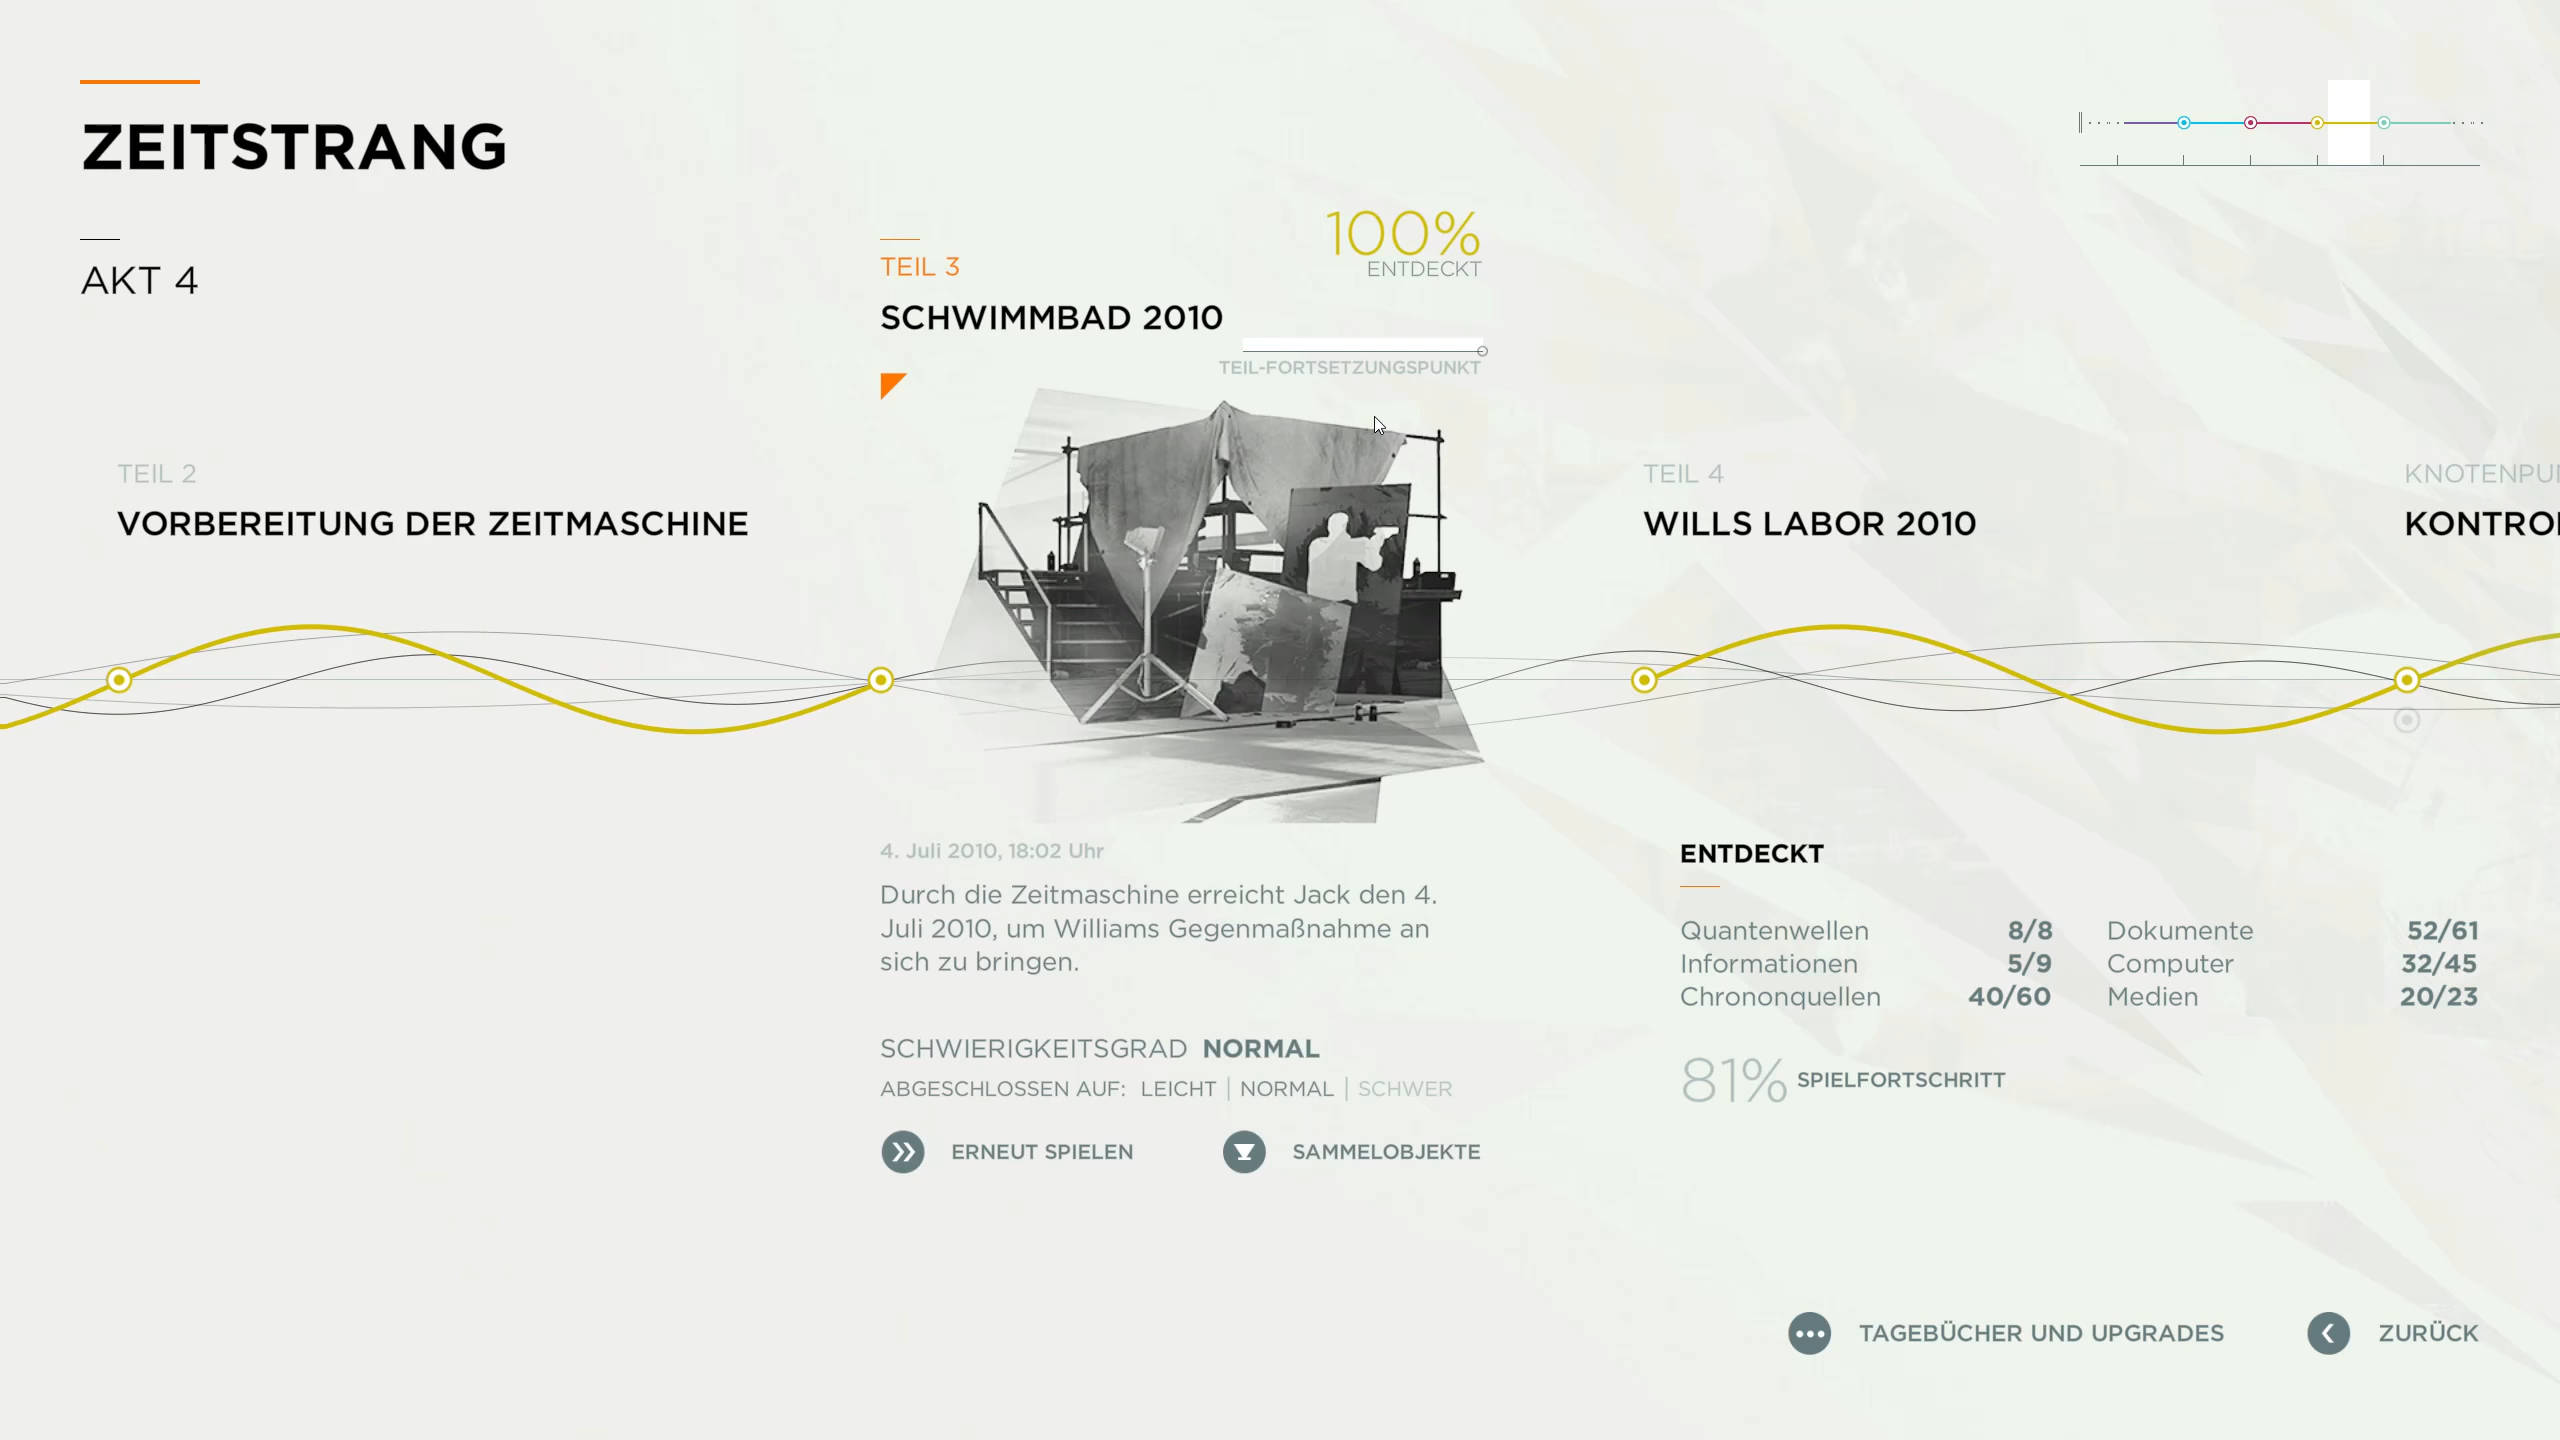 ZEITSTRANG
AKT 4
TEIL 2
VORBEREITUNG DER ZEITMASCHINE
TEIL 3
SCHWIMMBAD 2010
100%
ENTDECKT
TEIL-FORTSETZUNGSPUNKT
TEIL 4
WILLS LABOR 2010
4. Juli 2010, 18:02 Uhr
Durch die Zeitmaschine erreicht Jack den 4.
Juli 2010, um Williams Gegenmaßnahme an
sich zu bringen.
SCHWIERIGKEITSGRAD NORMAL
ABGESCHLOSSEN AUF: LEICHT | NORMAL | SCHWER
ERNEUT SPIELEN
SAMMELOBJEKTE
ENTDECKT
Quantenwellen 8/8 Dokumente 52/61
Informationen 5/9 Computer 32/45
Chrononquellen 40/60 Medien 20/23
81% SPIELFORTSCHRITT
TAGEBÜCHER UND UPGRADES
ZURÜCK